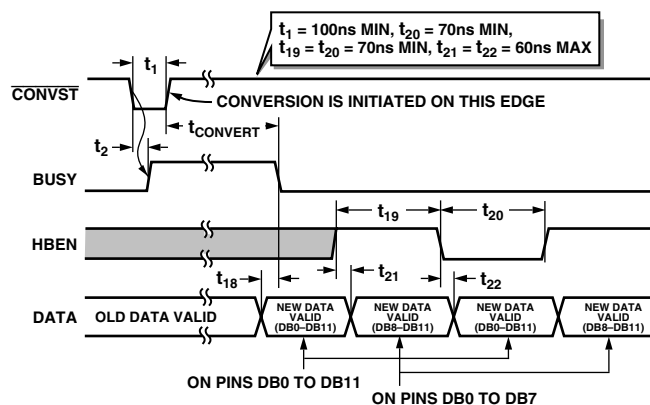 t1 = 100ns MIN, t20 = 70ns MIN,
t19 = t20 = 70ns MIN, t21 = t22 = 60ns MAX
t1
CONVST
CONVERSION IS INITIATED ON THIS EDGE
tCONVERT
t2
BUSY
t19
t20
HBEN
t18
t21
t22
DATA
OLD DATA VALID
NEW DATA
VALID
(DB0–DB11)
NEW DATA
VALID
(DB8–DB11)
NEW DATA
VALID
(DB0–DB11)
NEW DATA
VALID
(DB8–DB11)
ON PINS DB0 TO DB11
ON PINS DB0 TO DB7